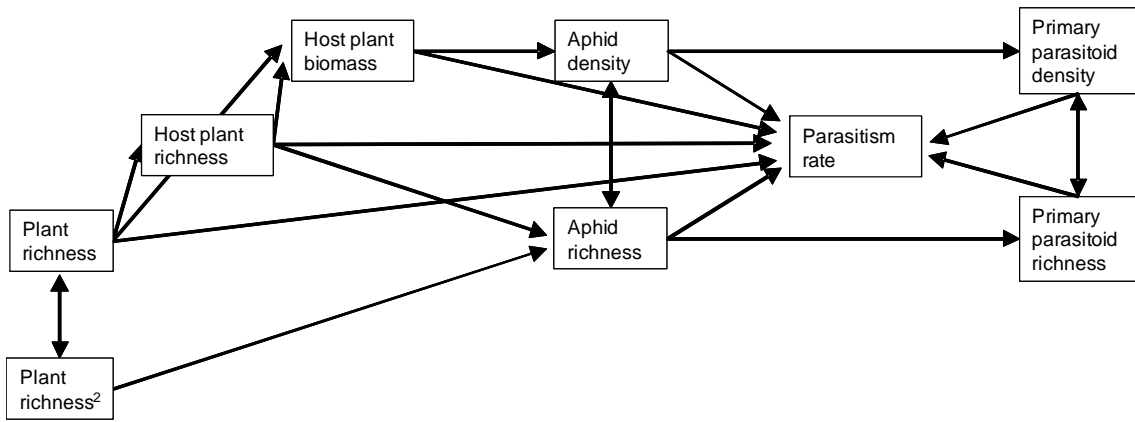 Host plant
biomass
Aphid
density
Primary
parasitoid
density
Host plant
richness
Parasitism
rate
Plant
richness
Aphid
richness
Primary
parasitoid
richness
Plant
richness²